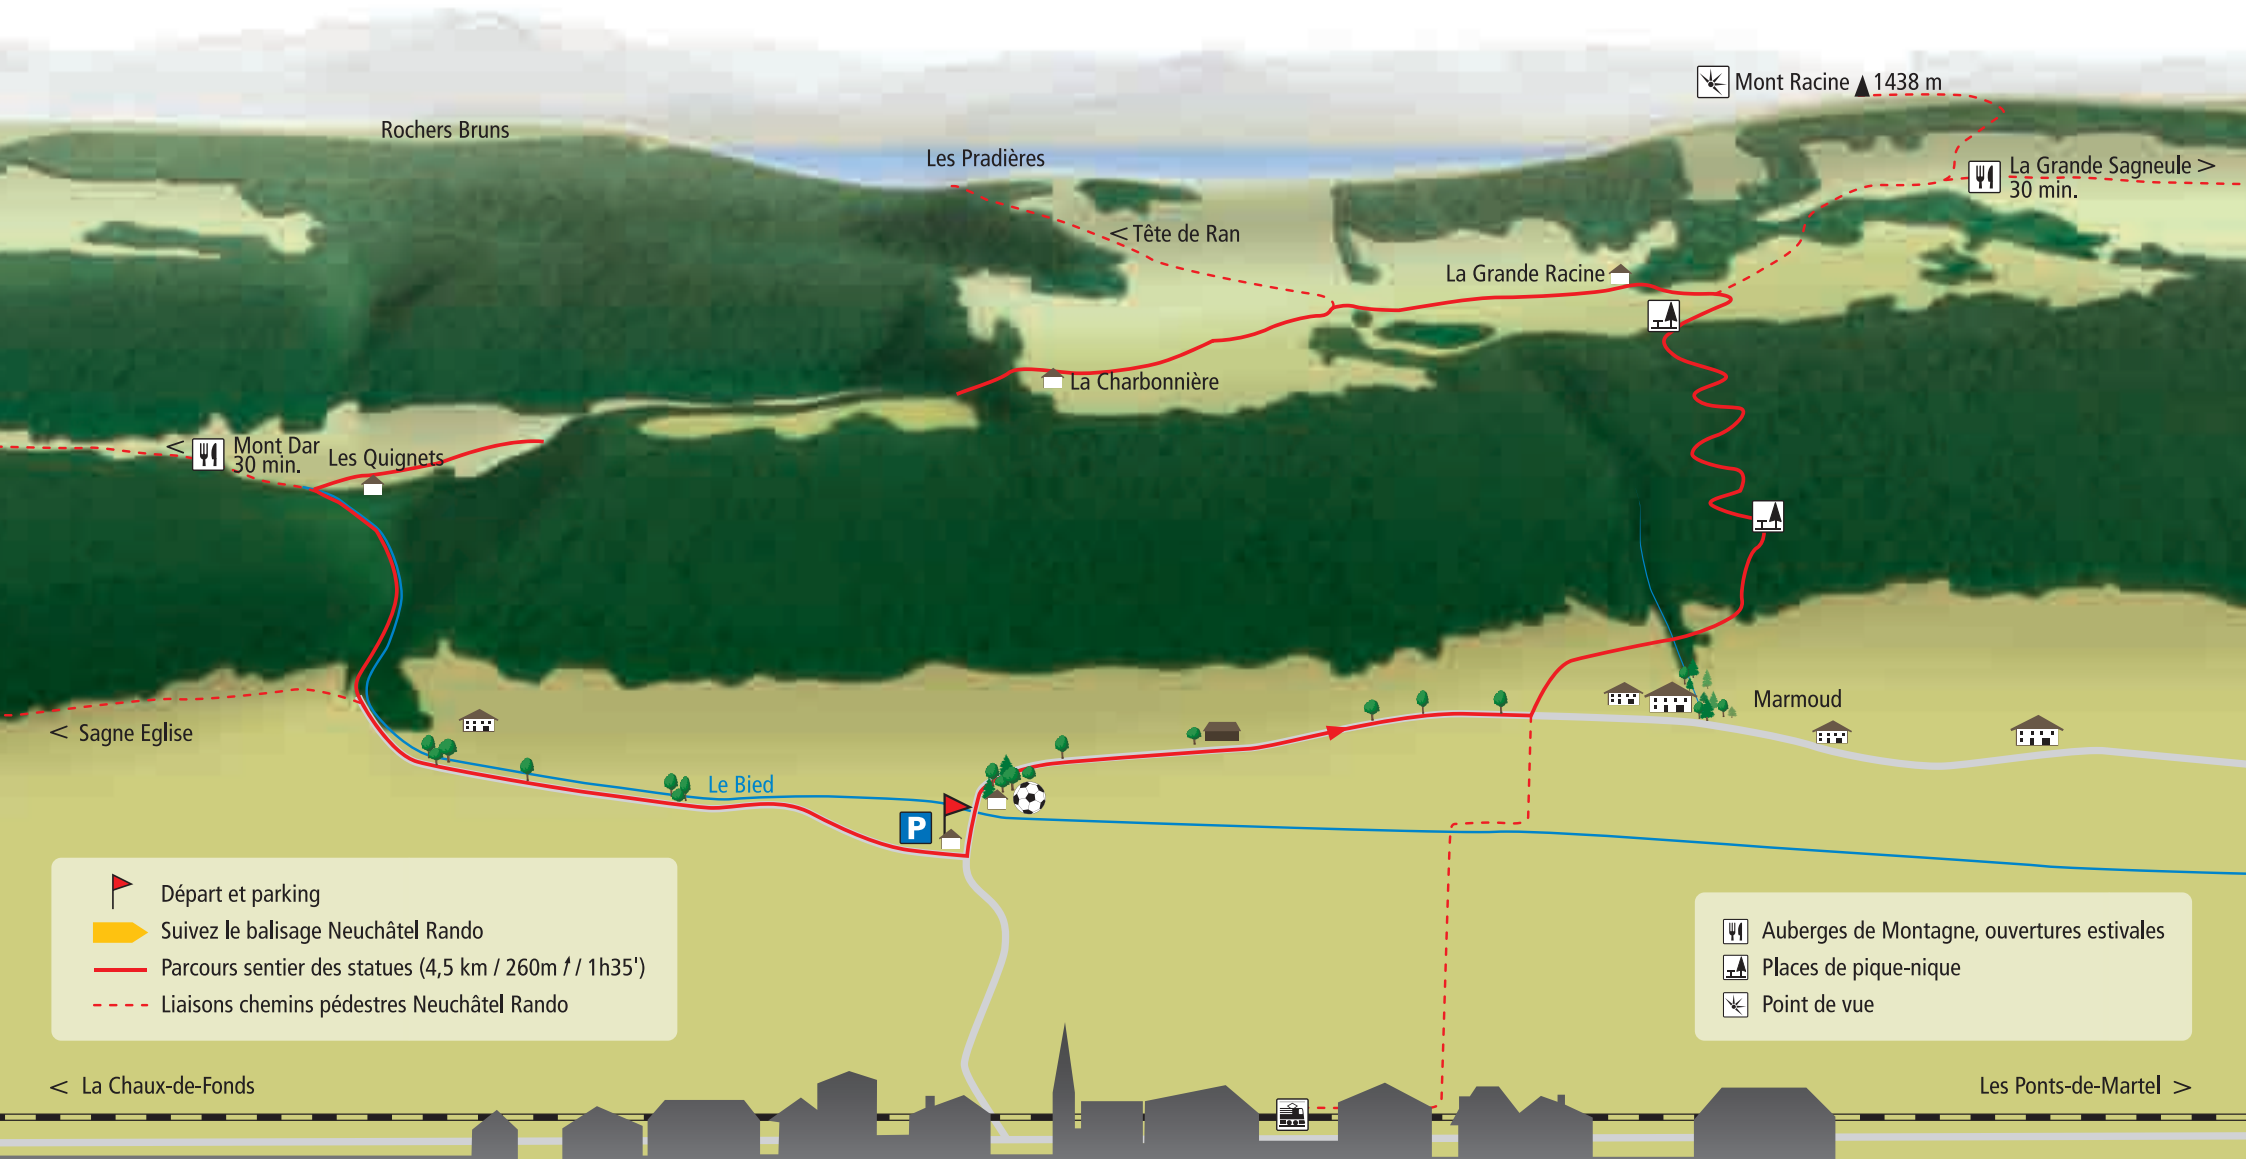 Mont Racine 1438 m
Rochers Bruns
Les Pradières
La Grande Sagneule >
30 min.
< Tête de Ran
La Grande Racine
La Charbonnière
< Mont Dar
30 min.
Les Quignets
Marmoud
< Sagne Eglise
Le Bied
P
Départ et parking
Suivez le balisage Neuchâtel Rando
Parcours sentier des statues (4,5 km / 260m / 1h35')
Liaisons chemins pédestres Neuchâtel Rando
Auberges de Montagne, ouvertures estivales
Places de pique-nique
Point de vue
< La Chaux-de-Fonds
Les Ponts-de-Martel >